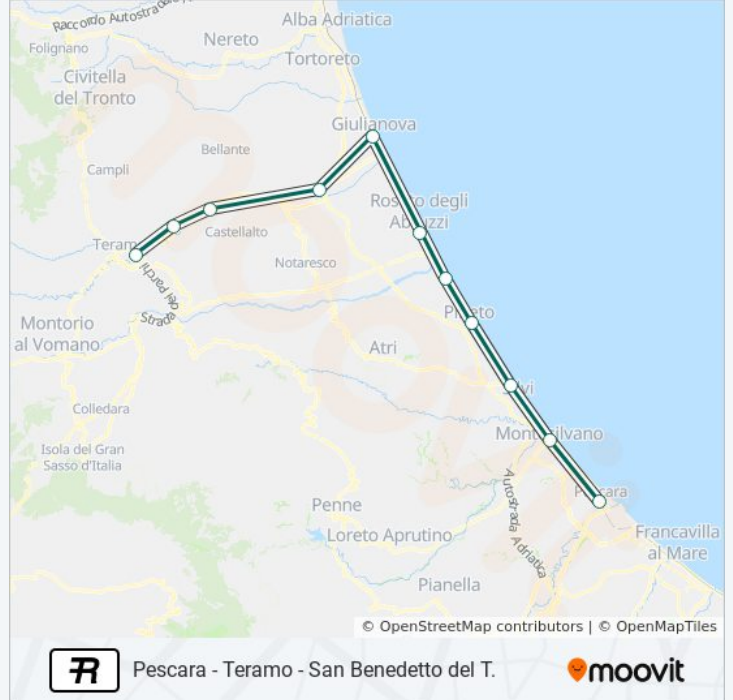 Raccordo Autostrada
Alba Adriatica
Nereto
Folignano
Tortoreto
Civitella
del Tronto
Giulianova
Bellante
Campli
Roseto degli
Abruzzi
Castellalto
Teramo
Notaresco
Strada
dei Parchi
Pineto
Montorio
al Vomano
Atri
Silvi
Colledara
Montesilvano
Isola del Gran
Sasso d'Italia
Autostrada Adriatica
Pescara
Penne
Loreto Aprutino
Francavilla
al Mare
Pianella
© OpenStreetMap contributors | © OpenMapTiles
R
Pescara - Teramo - San Benedetto del T.
moovit